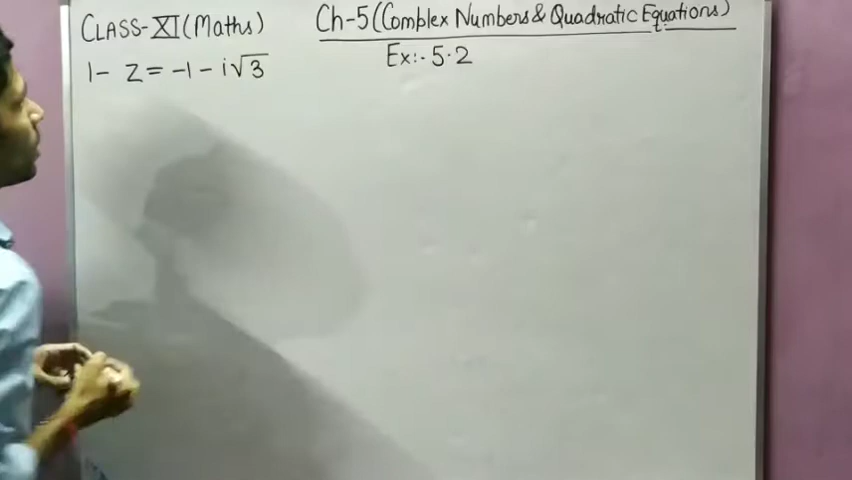 CLASS-XI(Maths)
Ch-5(Complex Numbers & Quadratic Equations)
Ex:- 5.2
1- Z = -1 - i√3